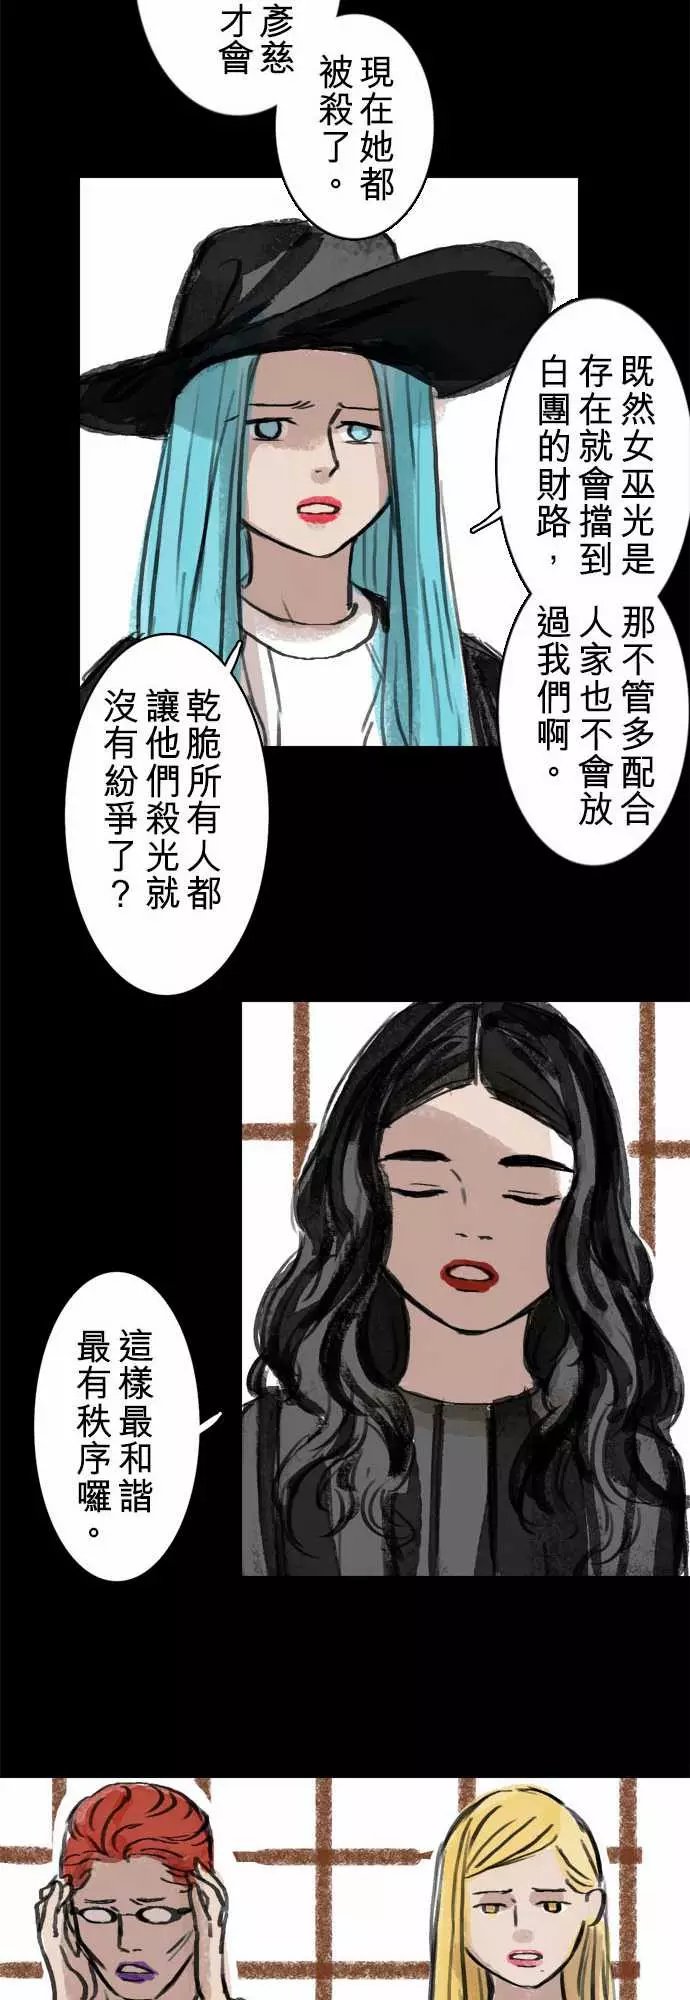 彥慈
才會
現在她都
被殺了。
既然女巫光是
存在就會擋到
白團的財路，
那不管多配合
人家也不會放
過我們啊。
乾脆所有人都
讓他們殺光就
沒有紛爭了？
這樣最和諧
最有秩序囉。